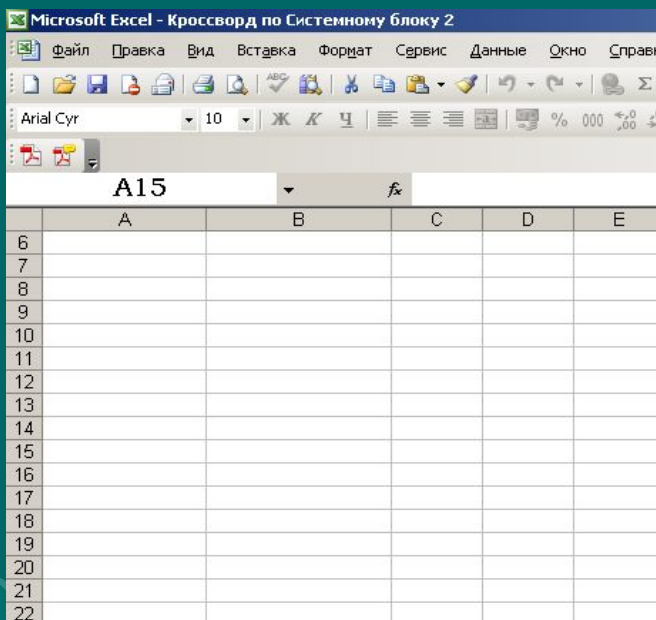 Microsoft Excel - Кроссворд по Системному блоку 2
Файл Правка Вид Вставка Формат Сервис Данные Окно Справ
ABC Σ
Arial Cyr 10 Ж К Ч % 000
A15 fx
A B C D E
6
7
8
9
10
11
12
13
14
15
16
17
18
19
20
21
22